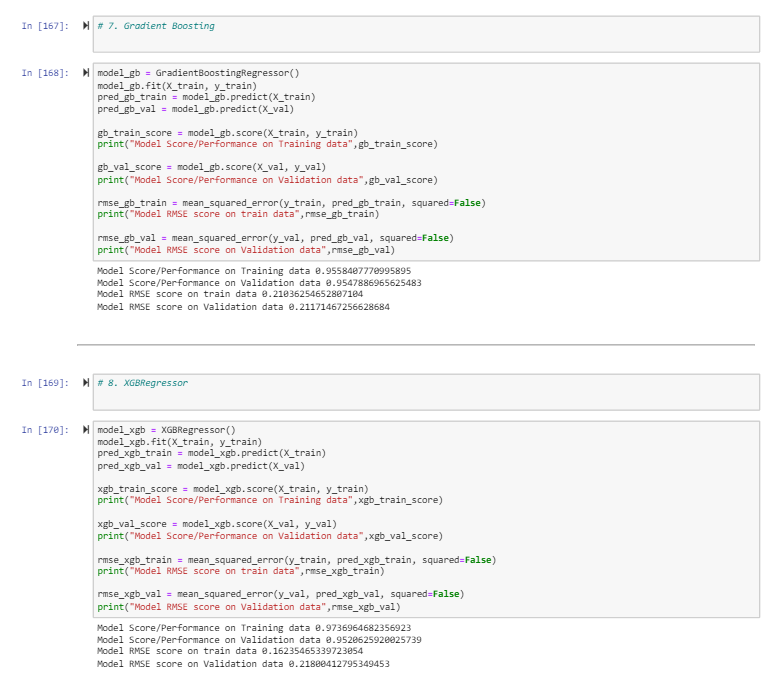 In [167]: # 7. Gradient Boosting
In [168]: model_gb = GradientBoostingRegressor()
model_gb.fit(X_train, y_train)
pred_gb_train = model_gb.predict(X_train)
pred_gb_val = model_gb.predict(X_val)
gb_train_score = model_gb.score(X_train, y_train)
print("Model Score/Performance on Training data",gb_train_score)
gb_val_score = model_gb.score(X_val, y_val)
print("Model Score/Performance on Validation data",gb_val_score)
rmse_gb_train = mean_squared_error(y_train, pred_gb_train, squared=False)
print("Model RMSE score on train data",rmse_gb_train)
rmse_gb_val = mean_squared_error(y_val, pred_gb_val, squared=False)
print("Model RMSE score on Validation data",rmse_gb_val)
Model Score/Performance on Training data 0.9558407770995895
Model Score/Performance on Validation data 0.9547886965625483
Model RMSE score on train data 0.21036254652807104
Model RMSE score on Validation data 0.21171467256628684
In [169]: # 8. XGBRegressor
In [170]: model_xgb = XGBRegressor()
model_xgb.fit(X_train, y_train)
pred_xgb_train = model_xgb.predict(X_train)
pred_xgb_val = model_xgb.predict(X_val)
xgb_train_score = model_xgb.score(X_train, y_train)
print("Model Score/Performance on Training data",xgb_train_score)
xgb_val_score = model_xgb.score(X_val, y_val)
print("Model Score/Performance on Validation data",xgb_val_score)
rmse_xgb_train = mean_squared_error(y_train, pred_xgb_train, squared=False)
print("Model RMSE score on train data",rmse_xgb_train)
rmse_xgb_val = mean_squared_error(y_val, pred_xgb_val, squared=False)
print("Model RMSE score on Validation data",rmse_xgb_val)
Model Score/Performance on Training data 0.9736964682356923
Model Score/Performance on Validation data 0.9520625920025739
Model RMSE score on train data 0.16235465339723054
Model RMSE score on Validation data 0.21800412795349453